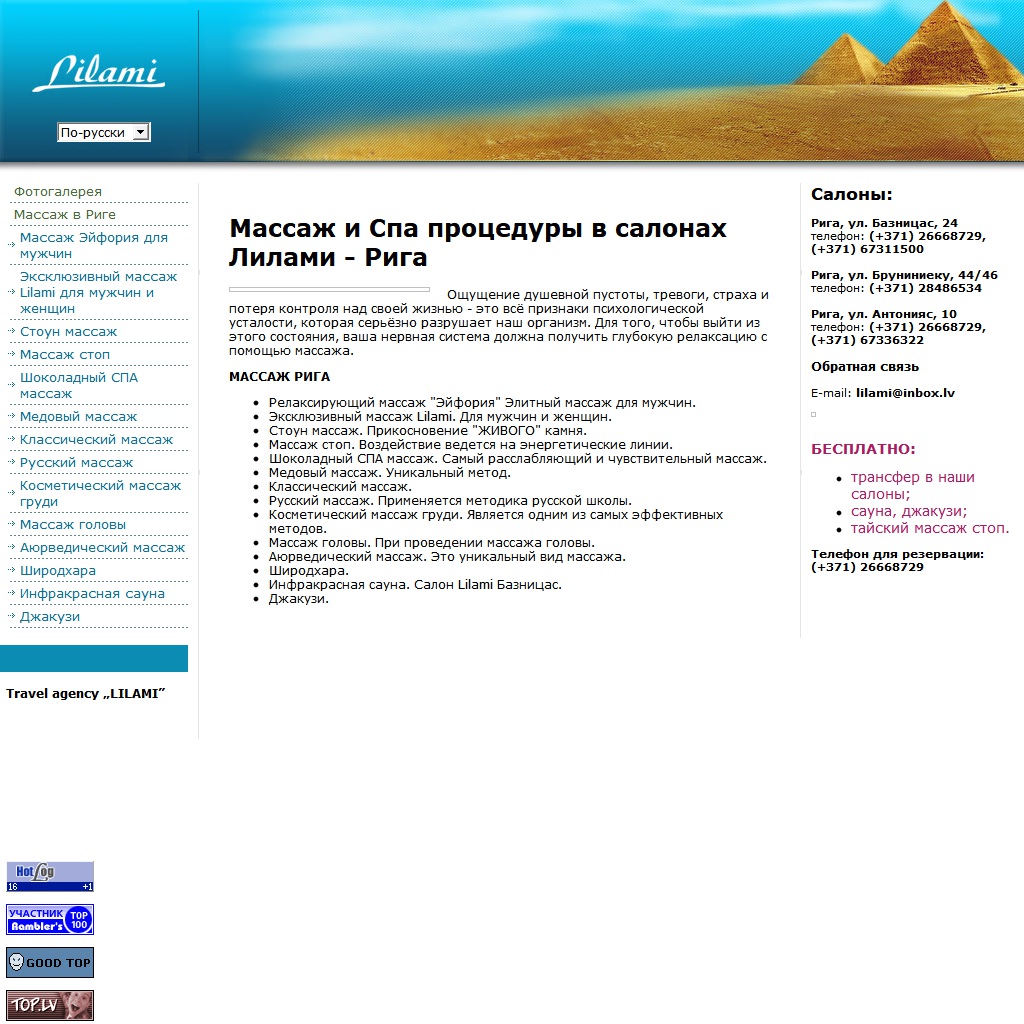 Lilami
По-русски
Фотогалерея
Массаж в Риге
Массаж Эйфория для
мужчин
Эксклюзивный массаж
Lilami для мужчин и
женщин
Стоун массаж
Массаж стоп
Шоколадный СПА
массаж
Медовый массаж
Классический массаж
Русский массаж
Косметический массаж
груди
Массаж головы
Аюрведический массаж
Широдхара
Инфракрасная сауна
Джакузи
Travel agency „LILAMI”
HotLog
16 +1
УЧАСТНИК
Rambler's
TOP
100
GOOD TOP
TOP.LV
Массаж и Спа процедуры в салонах
Лилами - Рига
Ощущение душевной пустоты, тревоги, страха и
потеря контроля над своей жизнью - это всё признаки психологической
усталости, которая серьёзно разрушает наш организм. Для того, чтобы выйти из
этого состояния, ваша нервная система должна получить глубокую релаксацию с
помощью массажа.
МАССАЖ РИГА
Релаксирующий массаж "Эйфория" Элитный массаж для мужчин.
Эксклюзивный массаж Lilami. Для мужчин и женщин.
Стоун массаж. Прикосновение "ЖИВОГО" камня.
Массаж стоп. Воздействие ведется на энергетические линии.
Шоколадный СПА массаж. Самый расслабляющий и чувствительный массаж.
Медовый массаж. Уникальный метод.
Классический массаж.
Русский массаж. Применяется методика русской школы.
Косметический массаж груди. Является одним из самых эффективных
методов.
Массаж головы. При проведении массажа головы.
Аюрведический массаж. Это уникальный вид массажа.
Широдхара.
Инфракрасная сауна. Салон Lilami Базницас.
Джакузи.
Салоны:
Рига, ул. Базницас, 24
телефон: (+371) 26668729,
(+371) 67311500
Рига, ул. Бруниниеку, 44/46
телефон: (+371) 28486534
Рига, ул. Антонияс, 10
телефон: (+371) 26668729,
(+371) 67336322
Обратная связь
E-mail: lilami@inbox.lv
БЕСПЛАТНО:
трансфер в наши
салоны;
сауна, джакузи;
тайский массаж стоп.
Телефон для резервации:
(+371) 26668729